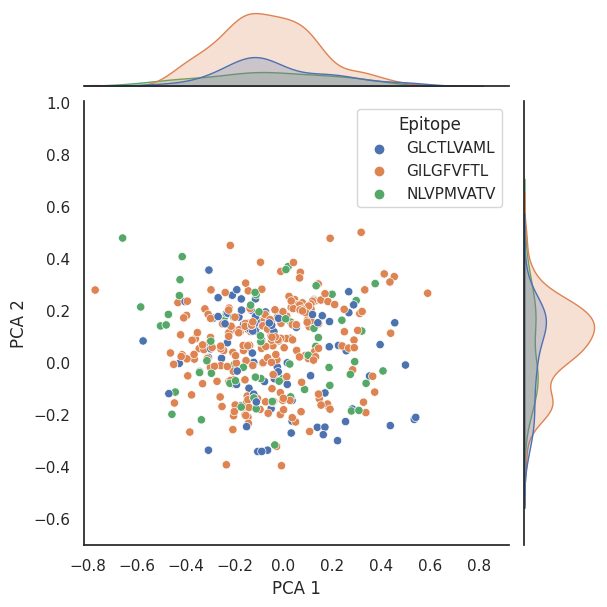 Epitope
GLCTLVAML
GILGFVFTL
NLVPMVATV
PCA 2
1.0
0.8
0.6
0.4
0.2
0.0
−0.2
−0.4
−0.6
−0.8 −0.6 −0.4 −0.2 0.0 0.2 0.4 0.6 0.8
PCA 1